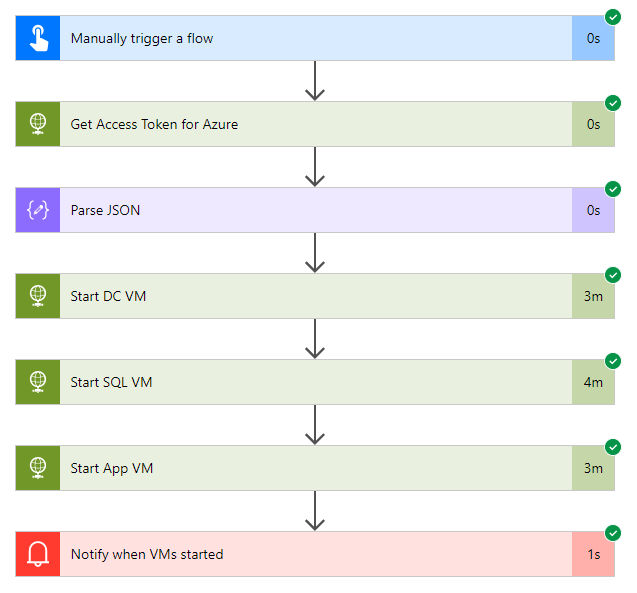 Manually trigger a flow 0s
Get Access Token for Azure 0s
Parse JSON 0s
Start DC VM 3m
Start SQL VM 4m
Start App VM 3m
Notify when VMs started 1s